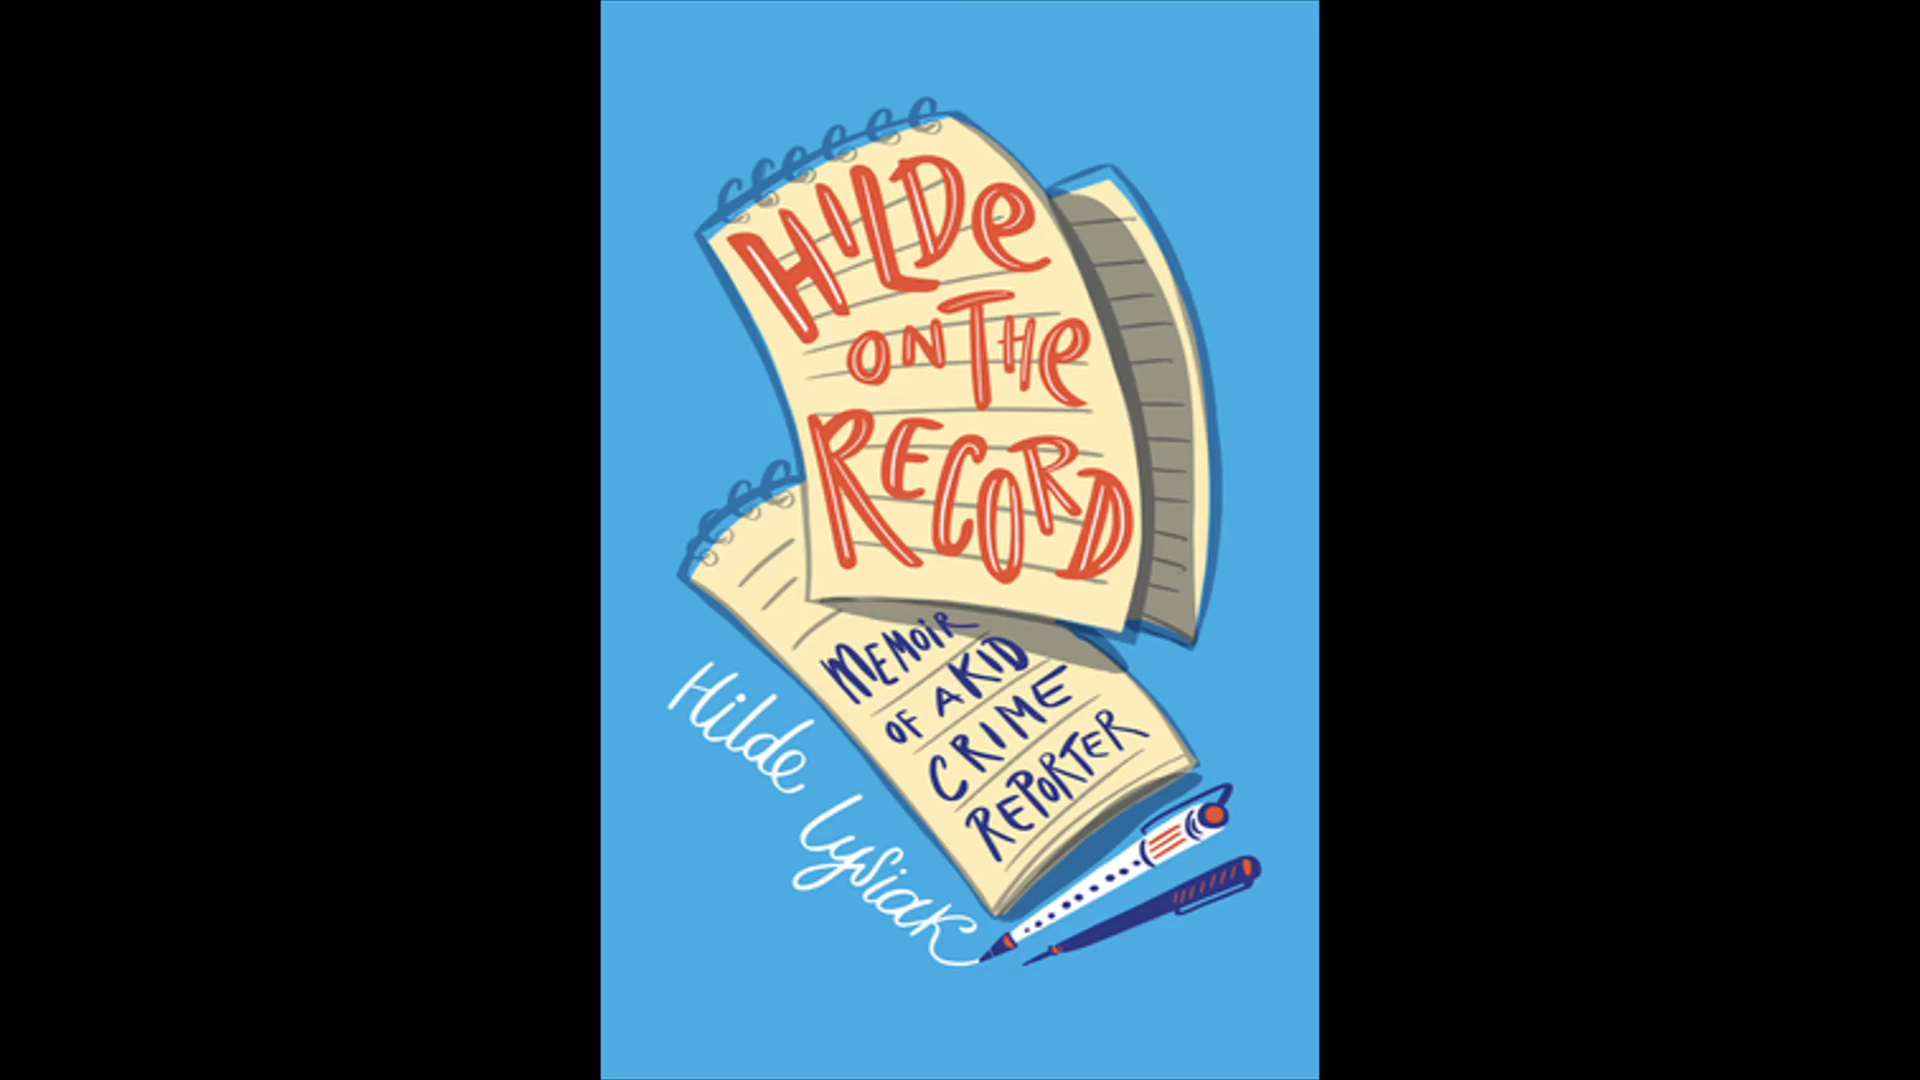 HILDe
ON THe
RECORD
MEMOIR
OF A KID
CRIME
REPORTER
Hilde Lysiak